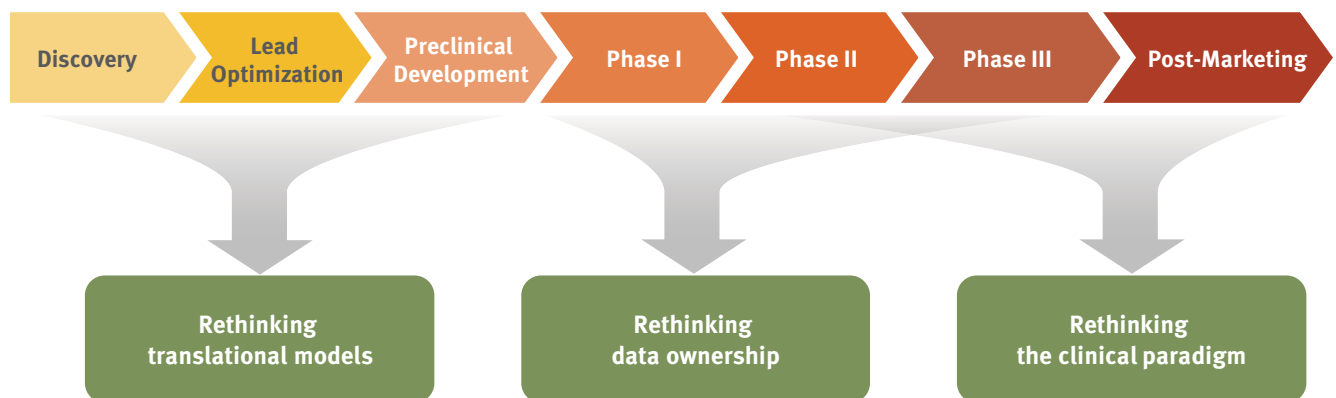 Discovery
Lead
Optimization
Preclinical
Development
Phase I
Phase II
Phase III
Post-Marketing
Rethinking
translational models
Rethinking
data ownership
Rethinking
the clinical paradigm